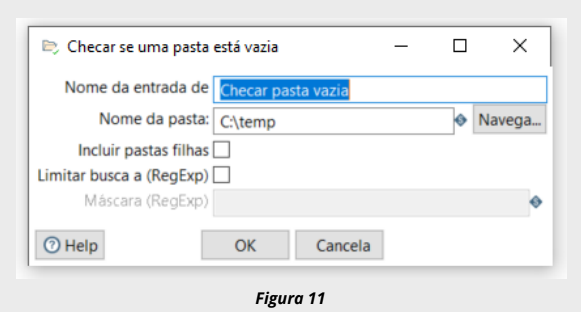 Checar se uma pasta está vazia
Nome da entrada de Checar pasta vazia
Nome da pasta: C:\temp Navega...
Incluir pastas filhas
Limitar busca a (RegExp)
Máscara (RegExp)
Help OK Cancela
Figura 11